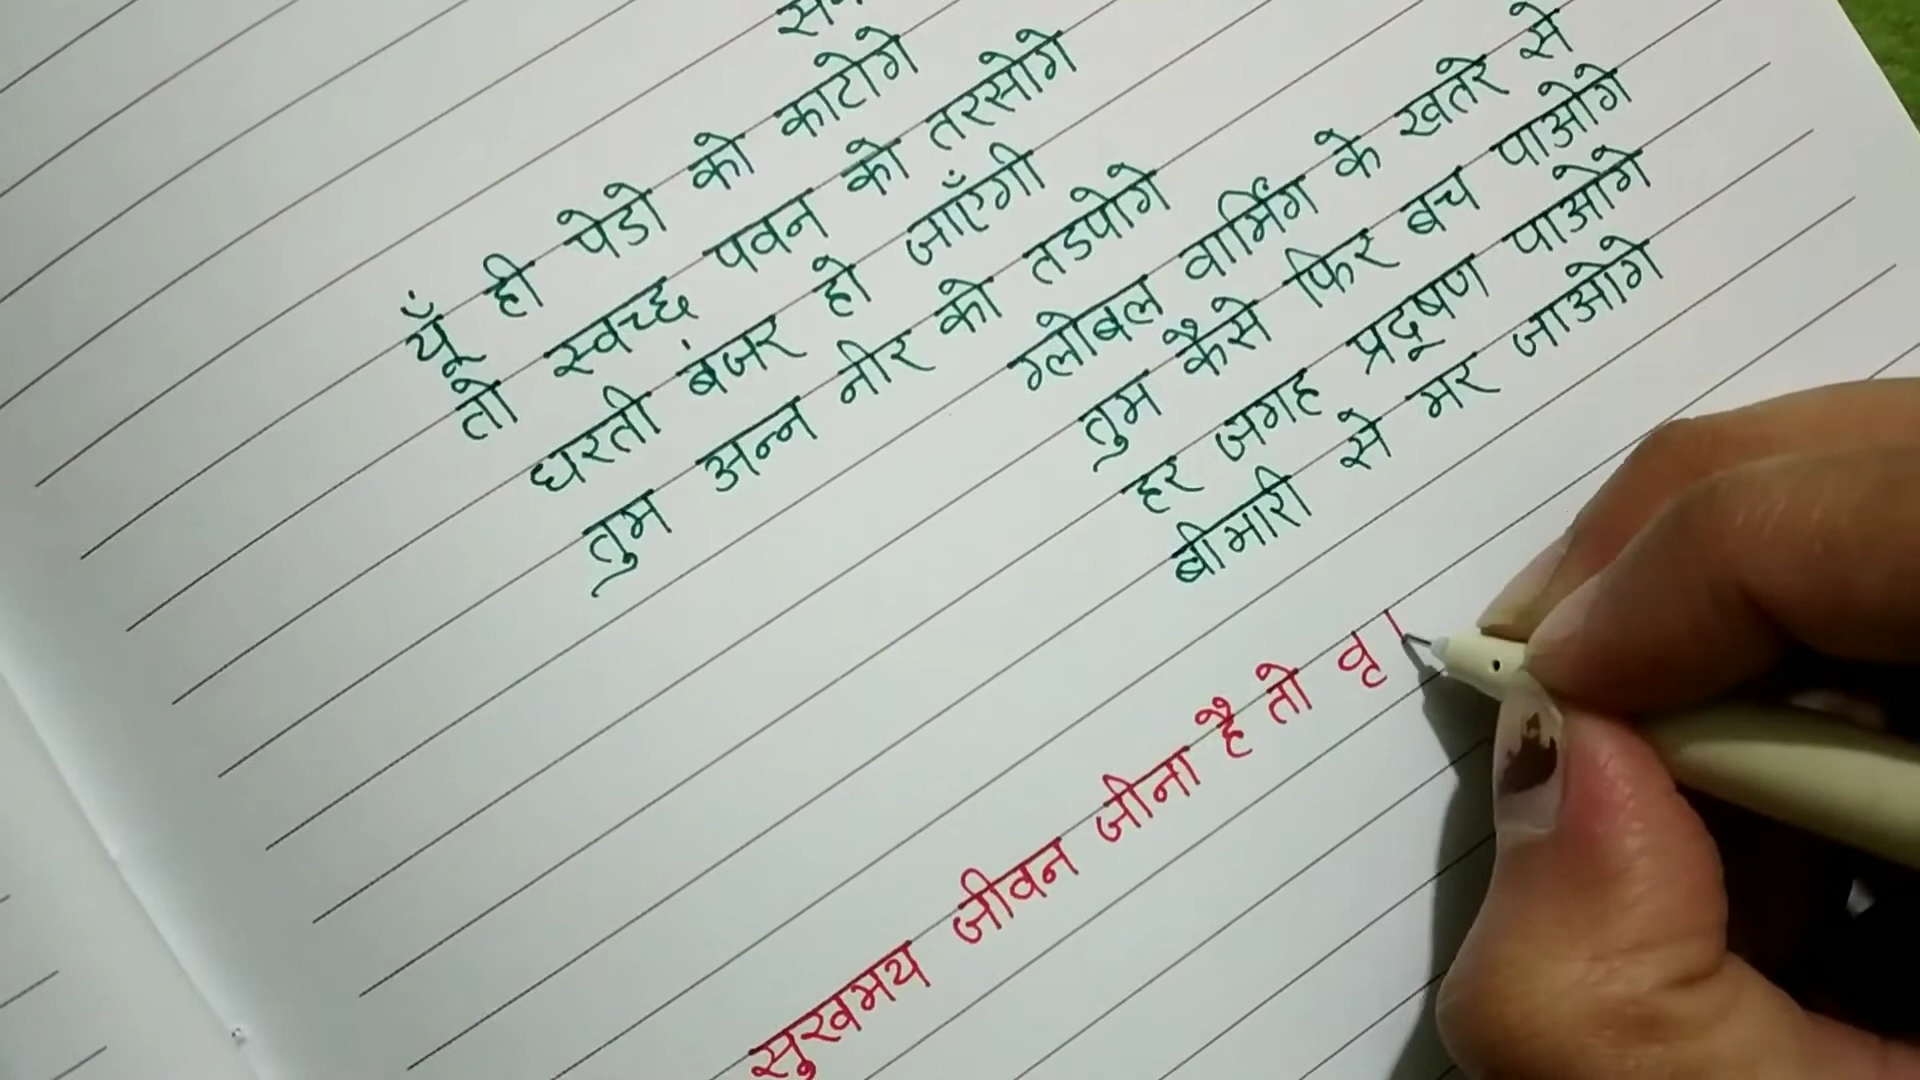 यूँ ही पेडो को काटोगे
तो स्वच्छ पवन को तरसोगे
धरती बंजर हो जाएँगी
तुम अन्न नीर को तडपोगे
ग्लोबल वार्मिंग के खतरे से
तुम कैसे फिर बच पाओगे
हर जगह प्रदूषण पाओगे
बीमारी से मर जाओगे
सुखमय जीवन जीना है तो वृ